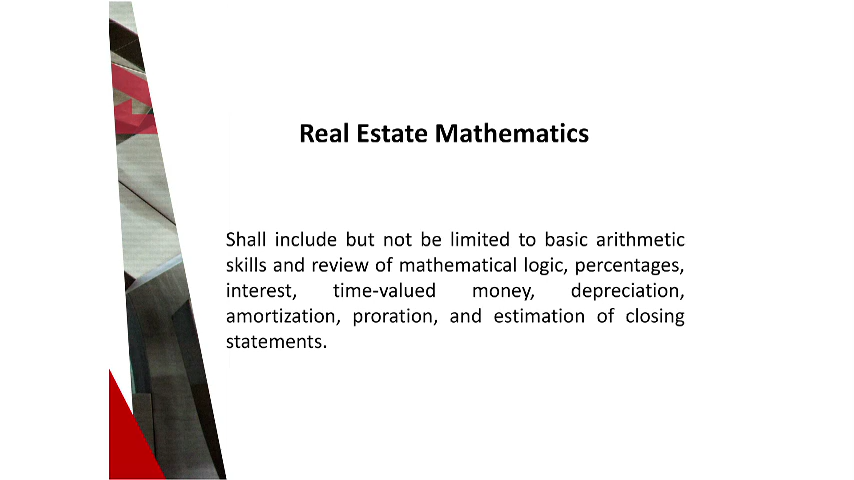 Real Estate Mathematics
Shall include but not be limited to basic arithmetic
skills and review of mathematical logic, percentages,
interest, time-valued money, depreciation,
amortization, proration, and estimation of closing
statements.